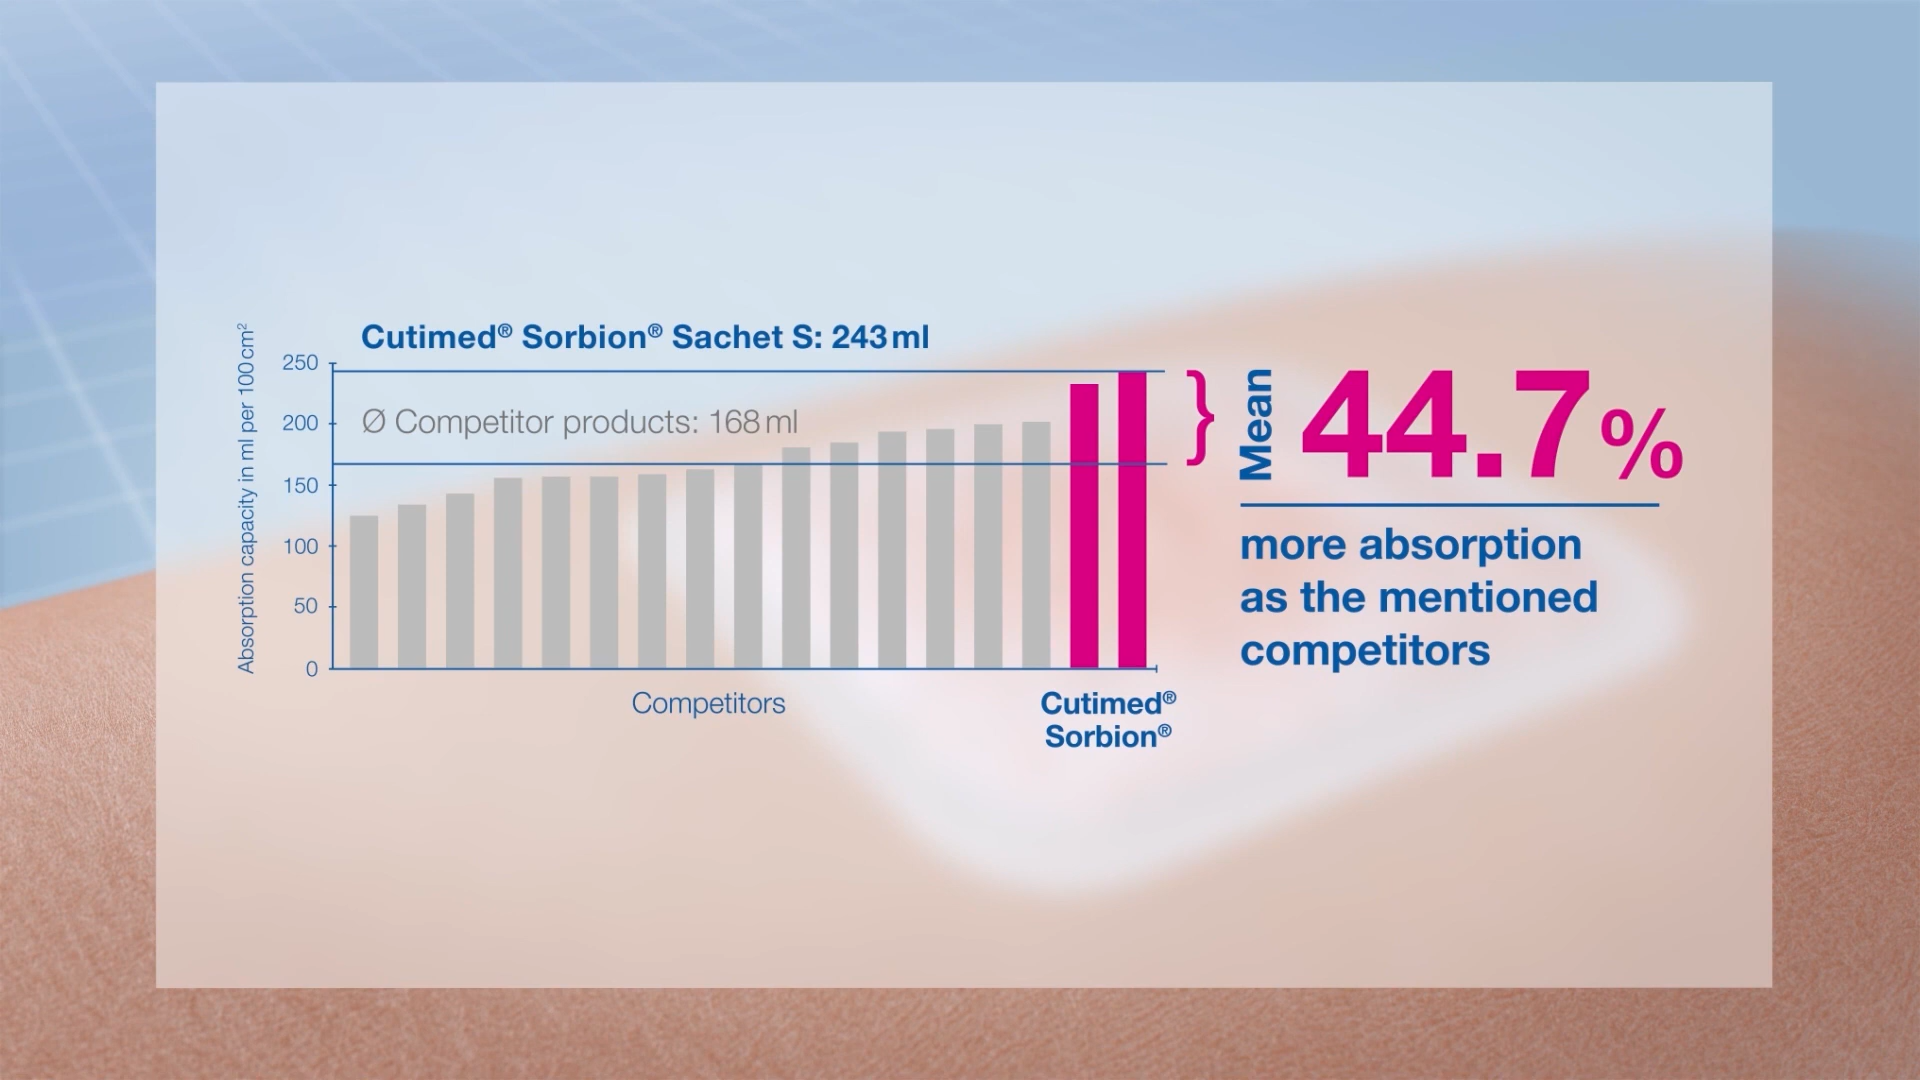 Cutimed® Sorbion® Sachet S: 243 ml
Absorption capacity in ml per 100 cm²
250
Ø Competitor products: 168 ml
200
150
100
50
0
Competitors
Cutimed®
Sorbion®
}
Mean
44.7%
more absorption
as the mentioned
competitors